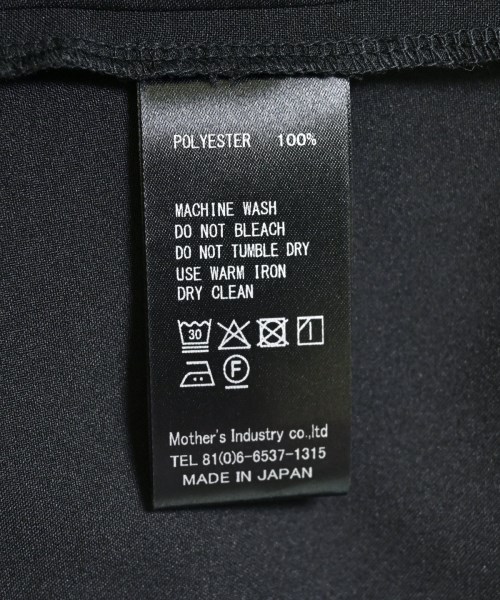 POLYESTER 100%
MACHINE WASH
DO NOT BLEACH
DO NOT TUMBLE DRY
USE WARM IRON
DRY CLEAN
30
F
Mother's Industry co.,ltd
TEL 81(0)6-6537-1315
MADE IN JAPAN